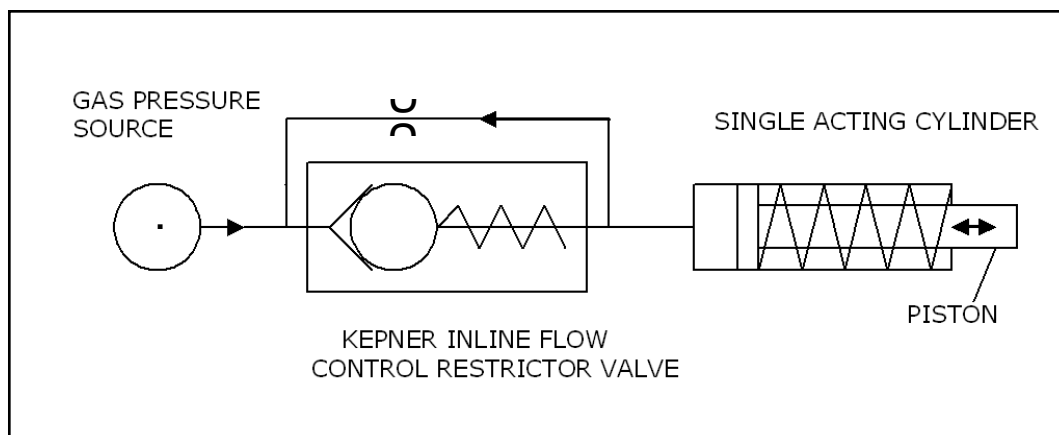 GAS PRESSURE
SOURCE
SINGLE ACTING CYLINDER
PISTON
KEPNER INLINE FLOW
CONTROL RESTRICTOR VALVE